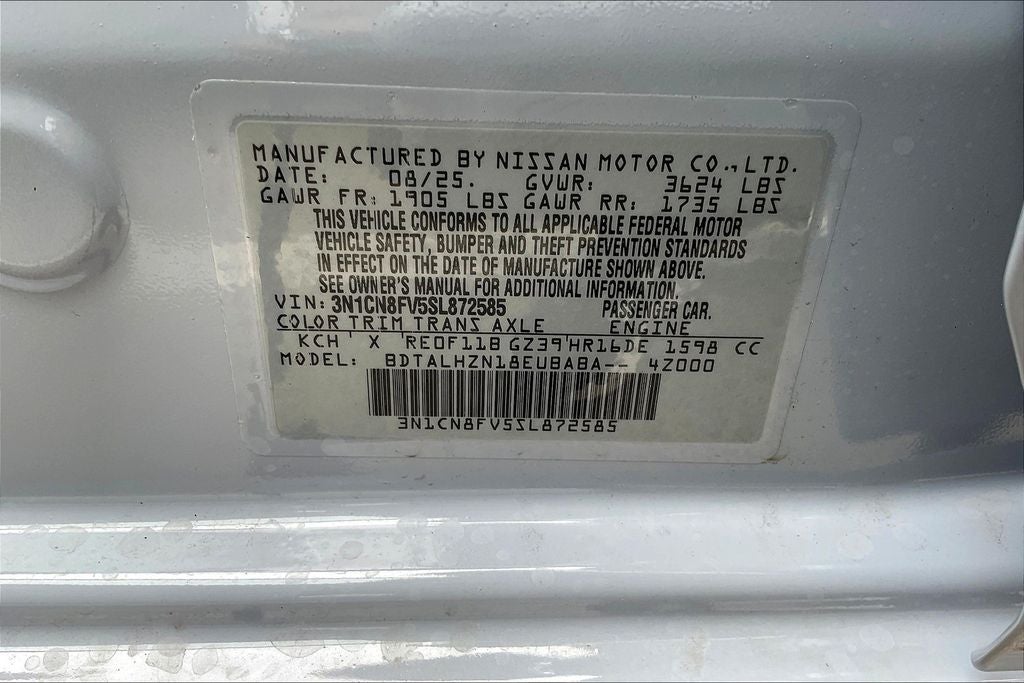 MANUFACTURED BY NISSAN MOTOR CO., LTD.
DATE: 08/25. GVWR: 3624 LBS
GAWR FR: 1905 LBS GAWR RR: 1735 LBS
THIS VEHICLE CONFORMS TO ALL APPLICABLE FEDERAL MOTOR
VEHICLE SAFETY, BUMPER AND THEFT PREVENTION STANDARDS
IN EFFECT ON THE DATE OF MANUFACTURE SHOWN ABOVE.
SEE OWNER'S MANUAL FOR ADDITIONAL INFORMATION.
VIN: 3N1CN8FV5SL872585 PASSENGER CAR.
COLOR TRIM TRANS AXLE ENGINE
KCH X RE0F11B GZ39 HR16DE 1598 CC
MODEL: BDTALHZN18EUBABA-- 4Z000
3N1CN8FV5SL872585